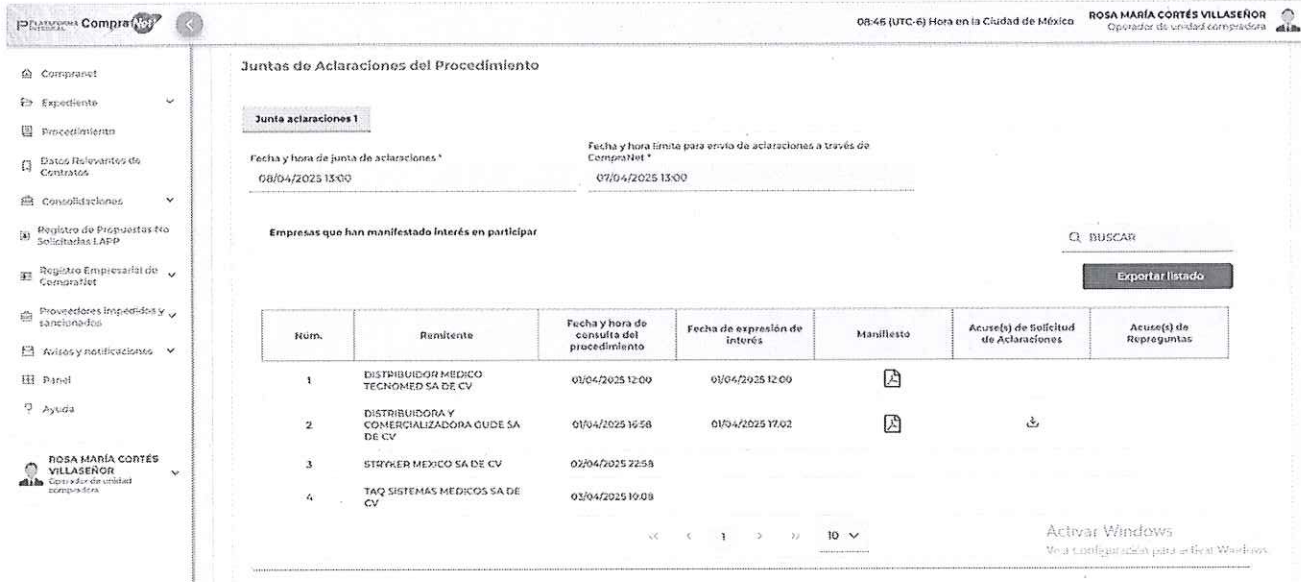 PLATAFORMA INTEGRAL CompraNet
08:46 (UTC-6) Hora en la Ciudad de México
ROSA MARÍA CORTÉS VILLASEÑOR
Operador de unidad compradora
Compranet
Expediente
Procedimiento
Datos Relevantes de
Contratos
Consolidaciones
Registro de Propuestas No
Solicitadas LAPP
Registro Empresarial de
CompraNet
Proveedores impedidos y
sancionados
Avisos y notificaciones
Panel
Ayuda
ROSA MARÍA CORTÉS
VILLASEÑOR
Operador de unidad
compradora
Juntas de Aclaraciones del Procedimiento
Junta aclaraciones 1
Fecha y hora de junta de aclaraciones *
08/04/2025 13:00
Fecha y hora límite para envío de aclaraciones a través de
CompraNet *
07/04/2025 13:00
Empresas que han manifestado interés en participar
BUSCAR
Exportar listado
Núm.
Remitente
Fecha y hora de
consulta del
procedimiento
Fecha de expresión de
interés
Manifiesto
Acuse(s) de Solicitud
de Aclaraciones
Acuse(s) de
Repreguntas
1
DISTRIBUIDOR MEDICO
TECNOMED SA DE CV
01/04/2025 12:00
01/04/2025 12:00
2
DISTRIBUIDORA Y
COMERCIALIZADORA GUDE SA
DE CV
01/04/2025 16:58
01/04/2025 17:02
3
STRYKER MEXICO SA DE CV
02/04/2025 22:58
4
TAQ SISTEMAS MEDICOS SA DE
CV
03/04/2025 10:08
<< < 1 > >> 10
Activar Windows
Ve a Configuración para activar Windows.